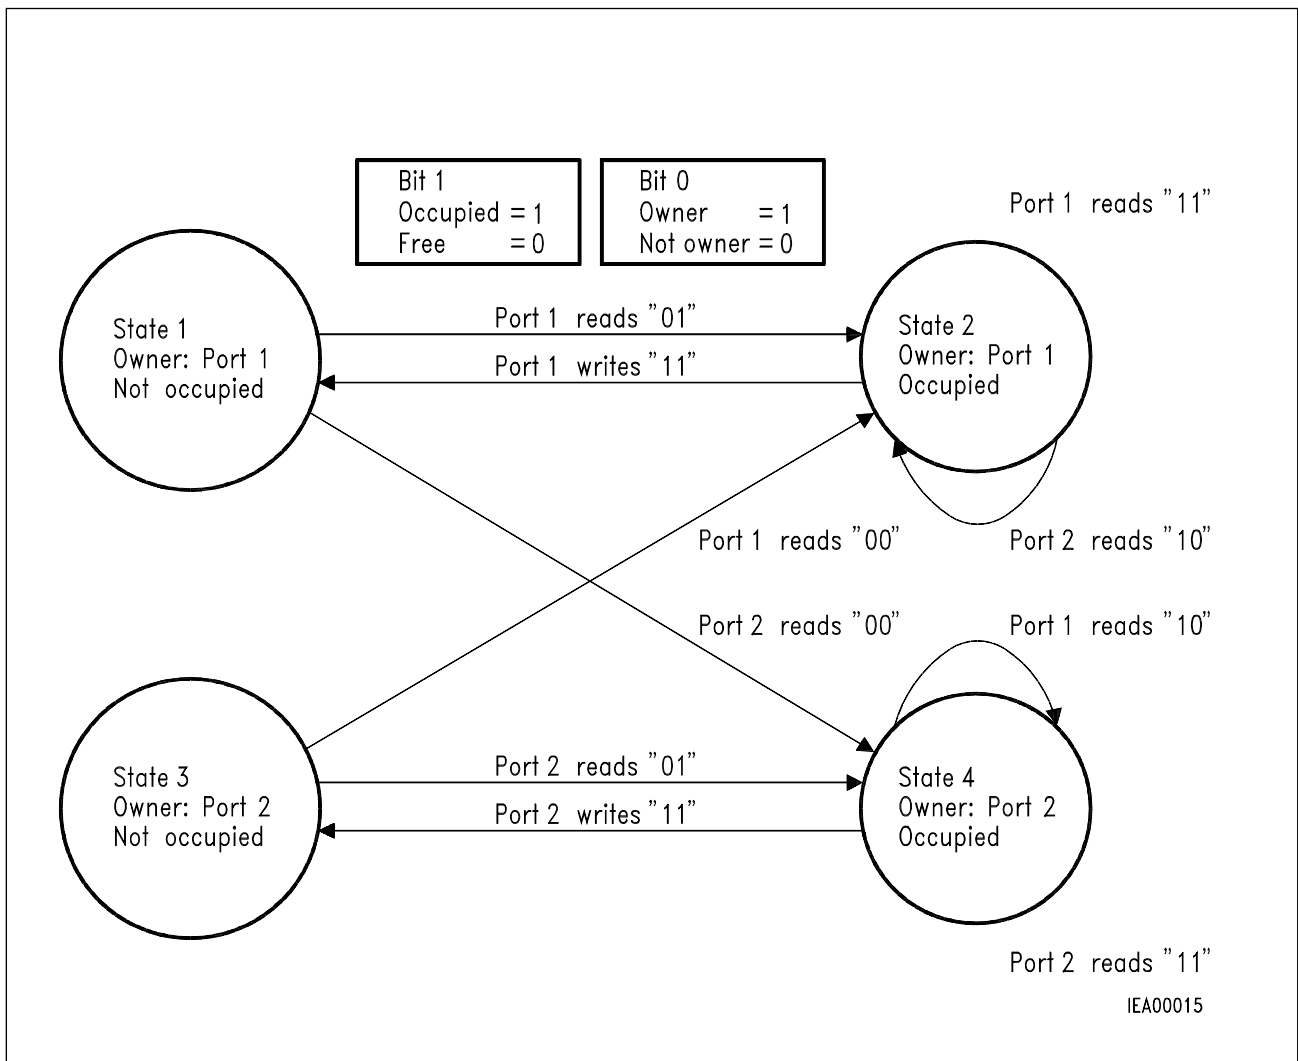 Bit 1
Occupied = 1
Free = 0
Bit 0
Owner = 1
Not owner = 0
Port 1 reads "11"
State 1
Owner: Port 1
Not occupied
Port 1 reads "01"
Port 1 writes "11"
State 2
Owner: Port 1
Occupied
Port 1 reads "00"
Port 2 reads "10"
Port 2 reads "00"
Port 1 reads "10"
State 3
Owner: Port 2
Not occupied
Port 2 reads "01"
Port 2 writes "11"
State 4
Owner: Port 2
Occupied
Port 2 reads "11"
IEA00015